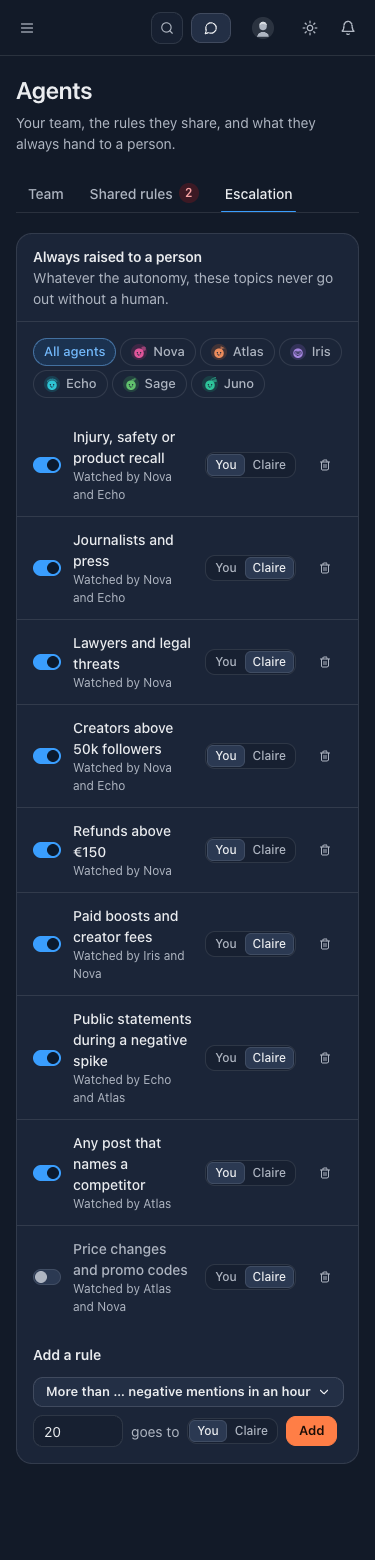 Agents
Your team, the rules they share, and what they
always hand to a person.
Team Shared rules 2 Escalation
Always raised to a person
Whatever the autonomy, these topics never go
out without a human.
All agents Nova Atlas Iris
Echo Sage Juno
Injury, safety or
product recall
Watched by Nova
and Echo
You Claire
Journalists and
press
Watched by Nova
and Echo
You Claire
Lawyers and legal
threats
Watched by Nova
You Claire
Creators above
50k followers
Watched by Nova
and Echo
You Claire
Refunds above
€150
Watched by Nova
You Claire
Paid boosts and
creator fees
Watched by Iris and
Nova
You Claire
Public statements
during a negative
spike
Watched by Echo
and Atlas
You Claire
Any post that
names a
competitor
Watched by Atlas
You Claire
Price changes
and promo codes
Watched by Atlas
and Nova
You Claire
Add a rule
More than ... negative mentions in an hour
20 goes to You Claire Add